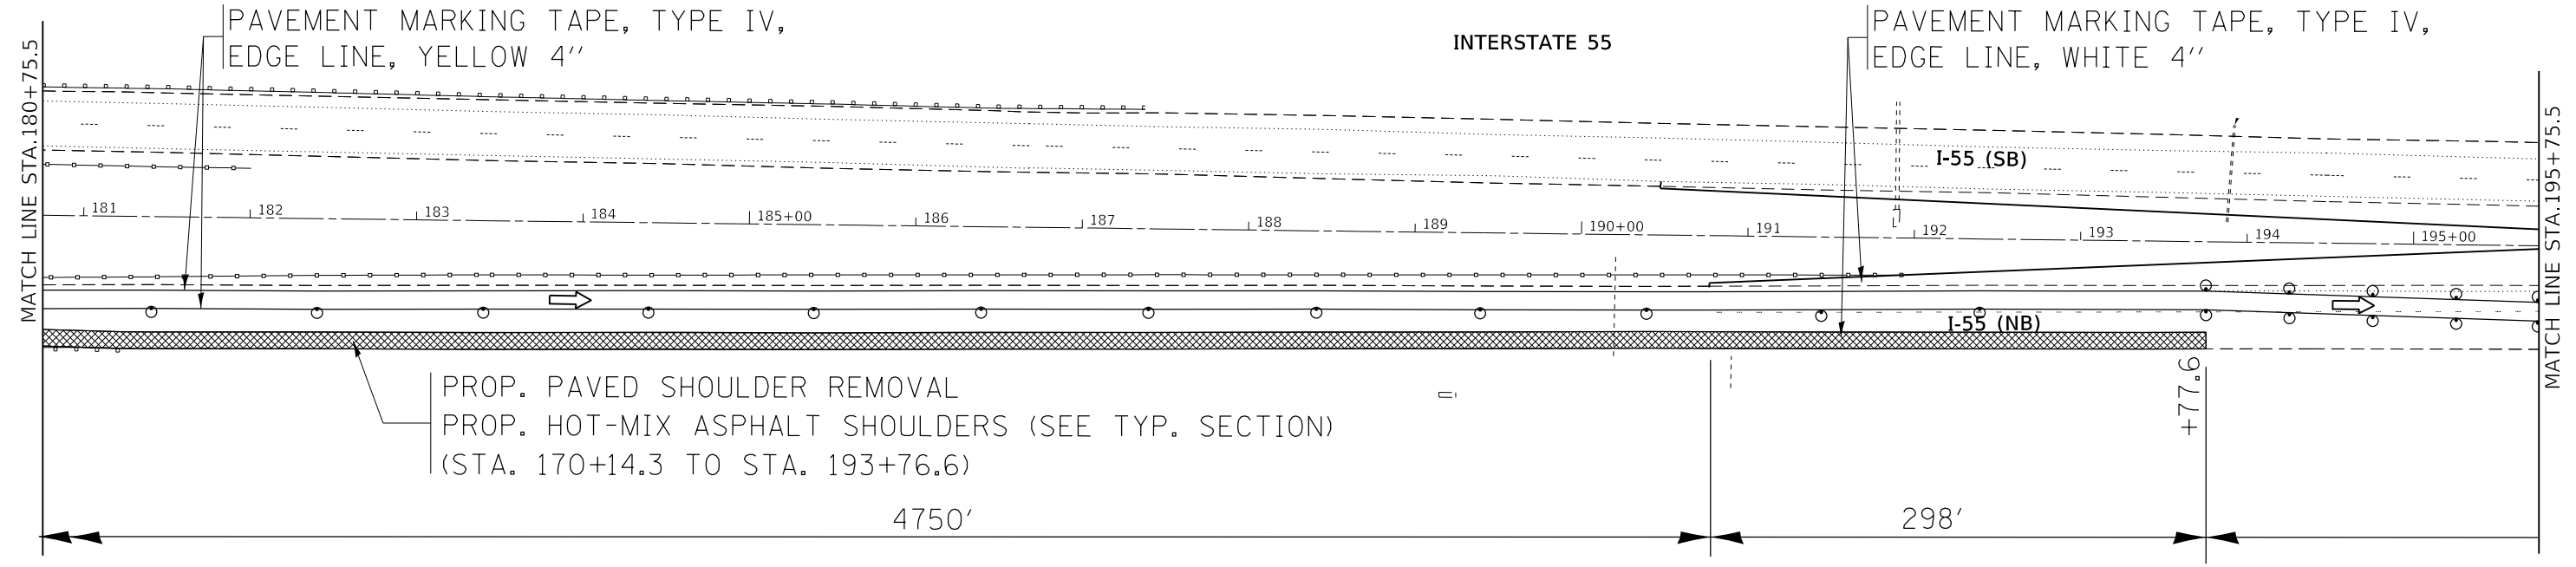 PAVEMENT MARKING TAPE, TYPE IV,
EDGE LINE, YELLOW 4''
INTERSTATE 55
PAVEMENT MARKING TAPE, TYPE IV,
EDGE LINE, WHITE 4''
MATCH LINE STA.180+75.5
MATCH LINE STA.195+75.5
I-55 (SB)
181 182 183 184 185+00 186 187 188 189 190+00 191 192 193 194 195+00
I-55 (NB)
+77.6
PROP. PAVED SHOULDER REMOVAL
PROP. HOT-MIX ASPHALT SHOULDERS (SEE TYP. SECTION)
(STA. 170+14.3 TO STA. 193+76.6)
4750' 298'